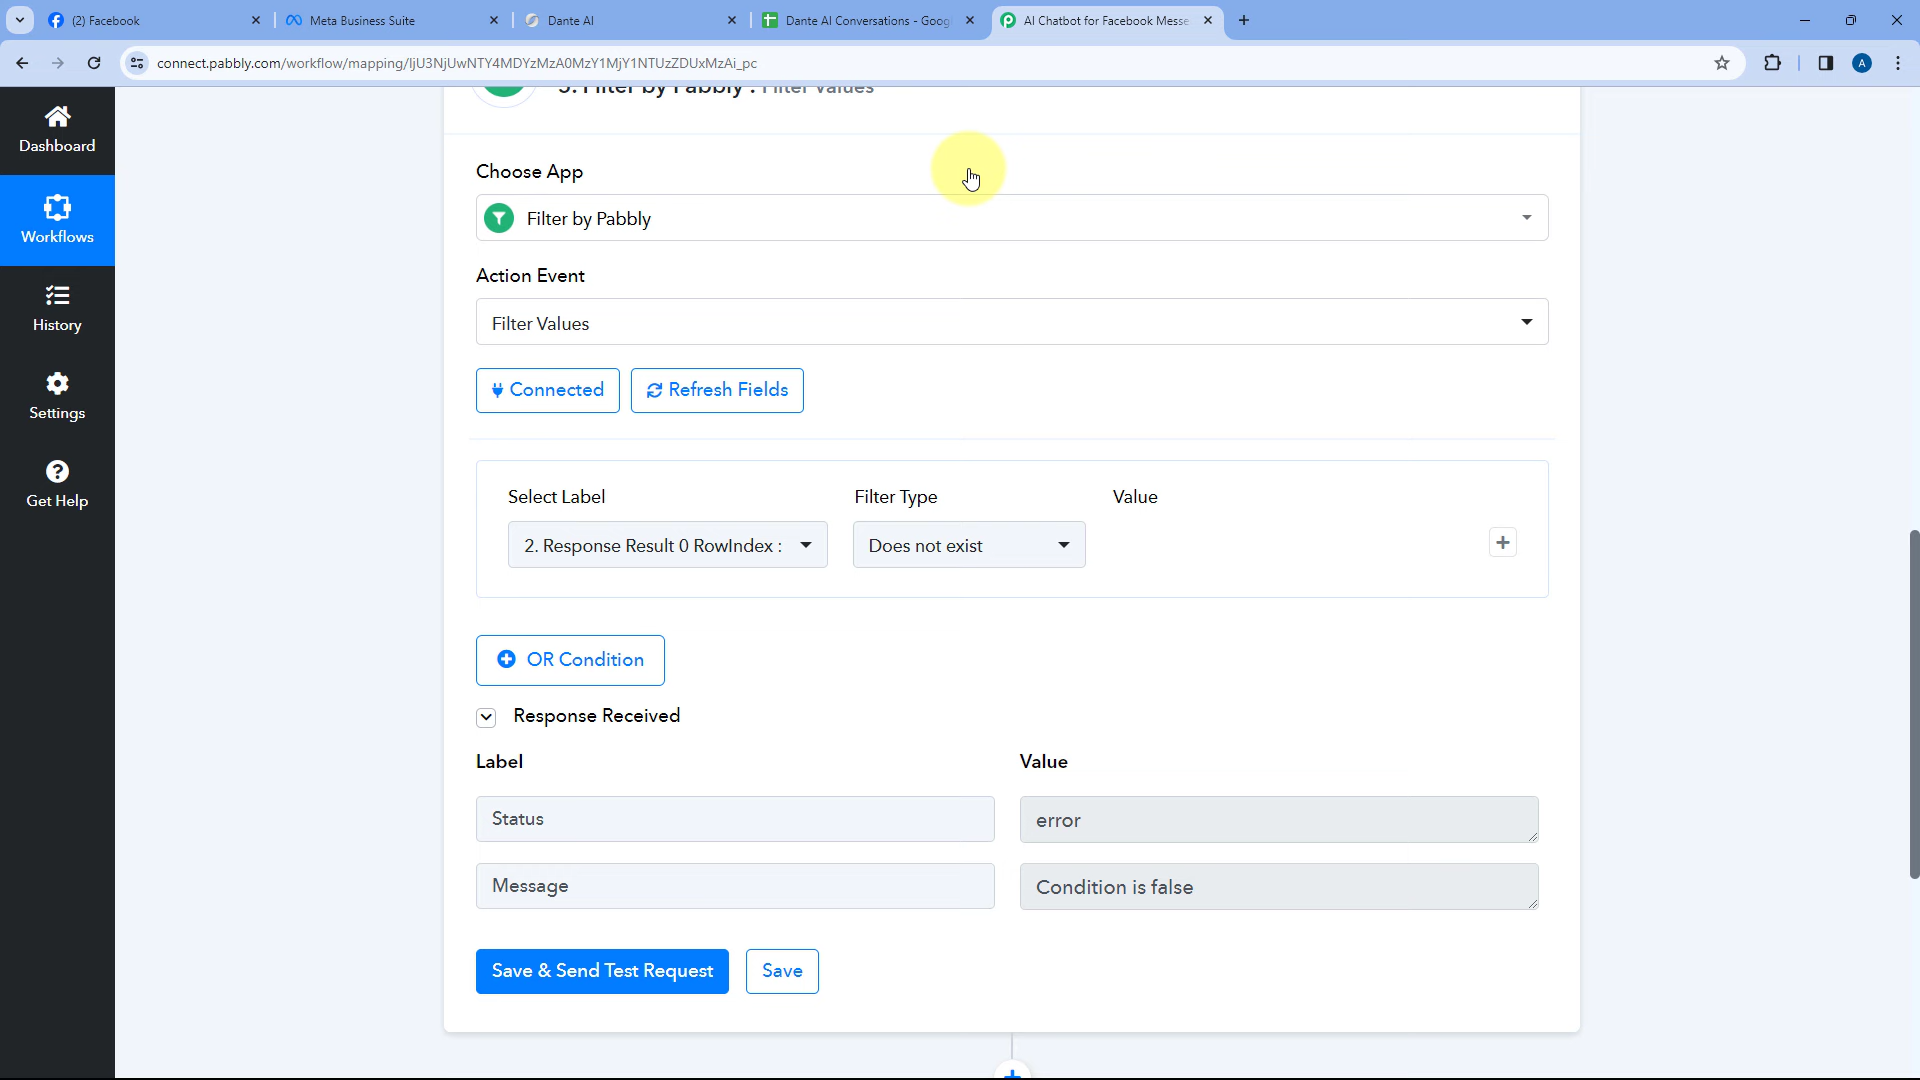 (2) Facebook
Meta Business Suite
Dante AI
Dante AI Conversations - Goog
AI Chatbot for Facebook Messe
connect.pabbly.com/workflow/mapping/IjU3NjUwNTY4MDYzMzA0MzY1MjY1NTUzZDUxMzAi_pc
A
Dashboard
Workflows
History
Settings
Get Help
Filter by Pabbly : Filter Values
Choose App
Filter by Pabbly
Action Event
Filter Values
Connected
Refresh Fields
Select Label
Filter Type
Value
2. Response Result 0 RowIndex :
Does not exist
OR Condition
Response Received
Label
Value
Status
error
Message
Condition is false
Save & Send Test Request
Save